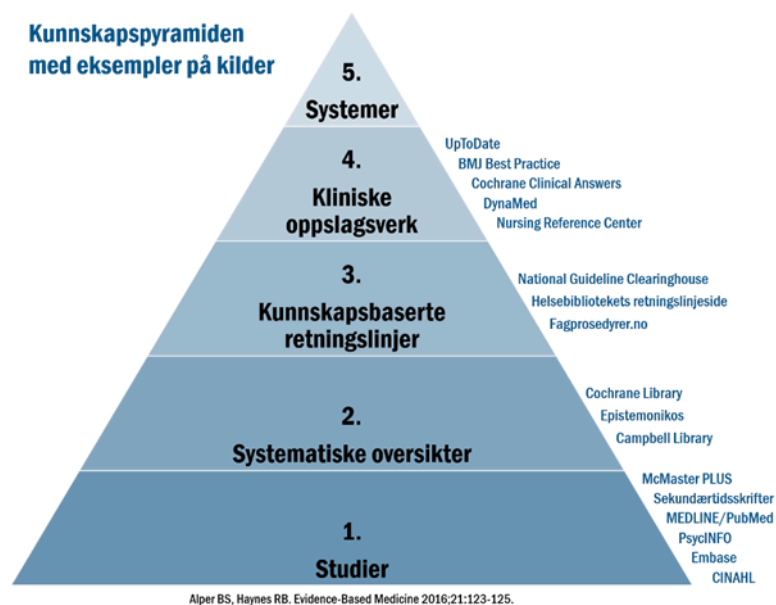 Kunnskapspyramiden
med eksempler på kilder
5.
Systemer
4.
Kliniske
oppslagsverk
UpToDate
BMJ Best Practice
Cochrane Clinical Answers
DynaMed
Nursing Reference Center
3.
Kunnskapsbaserte
retningslinjer
National Guideline Clearinghouse
Helsebibliotekets retningslinjeside
Fagprosedyrer.no
2.
Systematiske oversikter
Cochrane Library
Epistemonikos
Campbell Library
1.
Studier
McMaster PLUS
Sekundærtidsskrifter
MEDLINE/PubMed
PsycINFO
Embase
CINAHL
Alper BS, Haynes RB. Evidence-Based Medicine 2016;21:123-125.